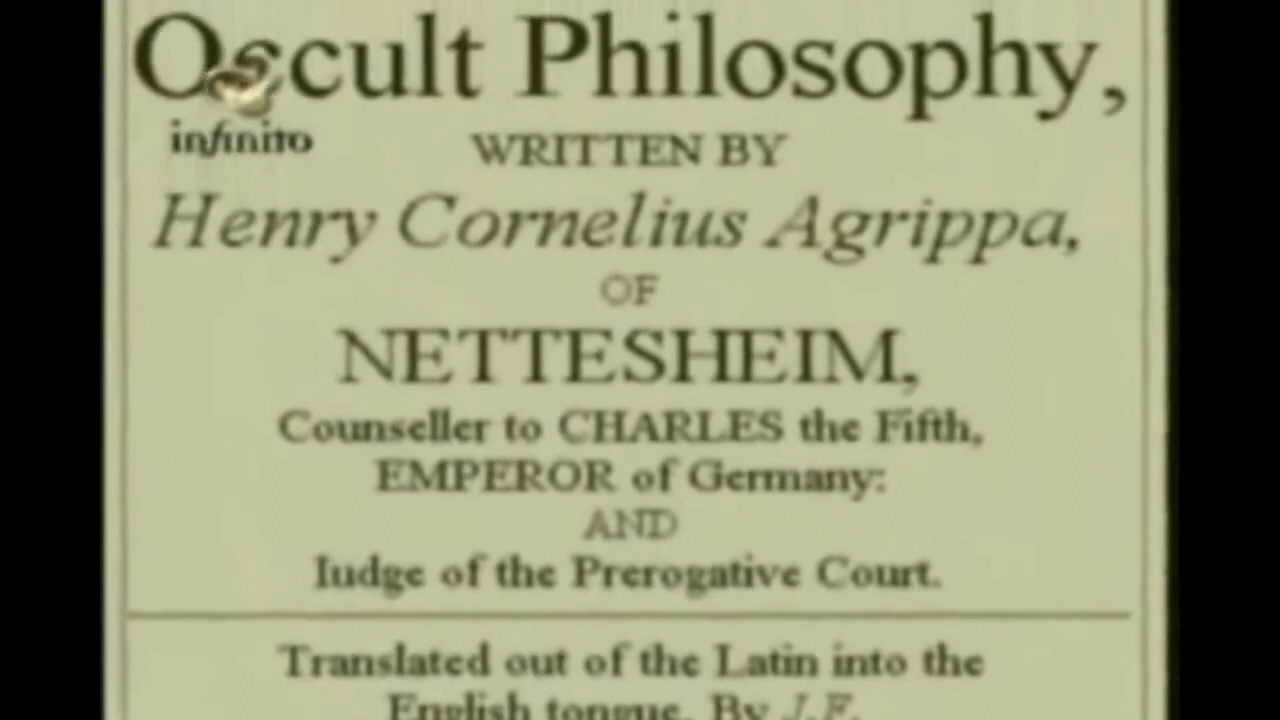 Occult Philosophy,
infinito
WRITTEN BY
Henry Cornelius Agrippa,
OF
NETTESHEIM,
Counseller to CHARLES the Fifth,
EMPEROR of Germany:
AND
Iudge of the Prerogative Court.
Translated out of the Latin into the
English tongue, By J.F.